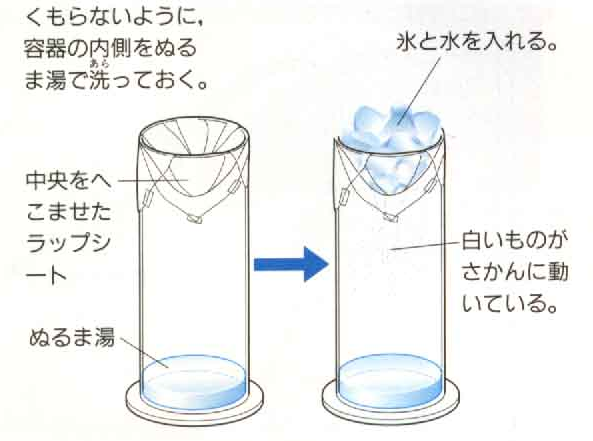 くもらないように,
容器の内側をぬる
ま湯で洗っておく。
あら
氷と水を入れる。
中央をへ
こませた
ラップシ
ート
白いものが
さかんに動
いている。
ぬるま湯